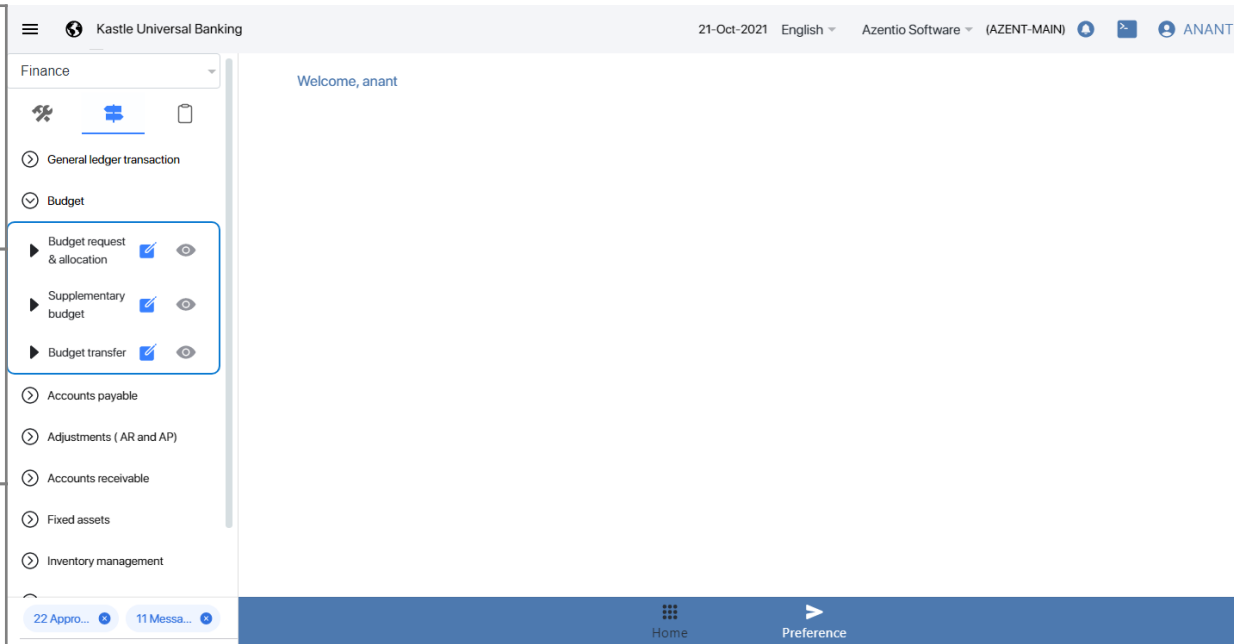 Kastle Universal Banking
21-Oct-2021 English Azentio Software (AZENT-MAIN) ANANT
Finance
Welcome, anant
General ledger transaction
Budget
Budget request
& allocation
Supplementary
budget
Budget transfer
Accounts payable
Adjustments ( AR and AP)
Accounts receivable
Fixed assets
Inventory management
22 Appro... 11 Messa...
Home Preference